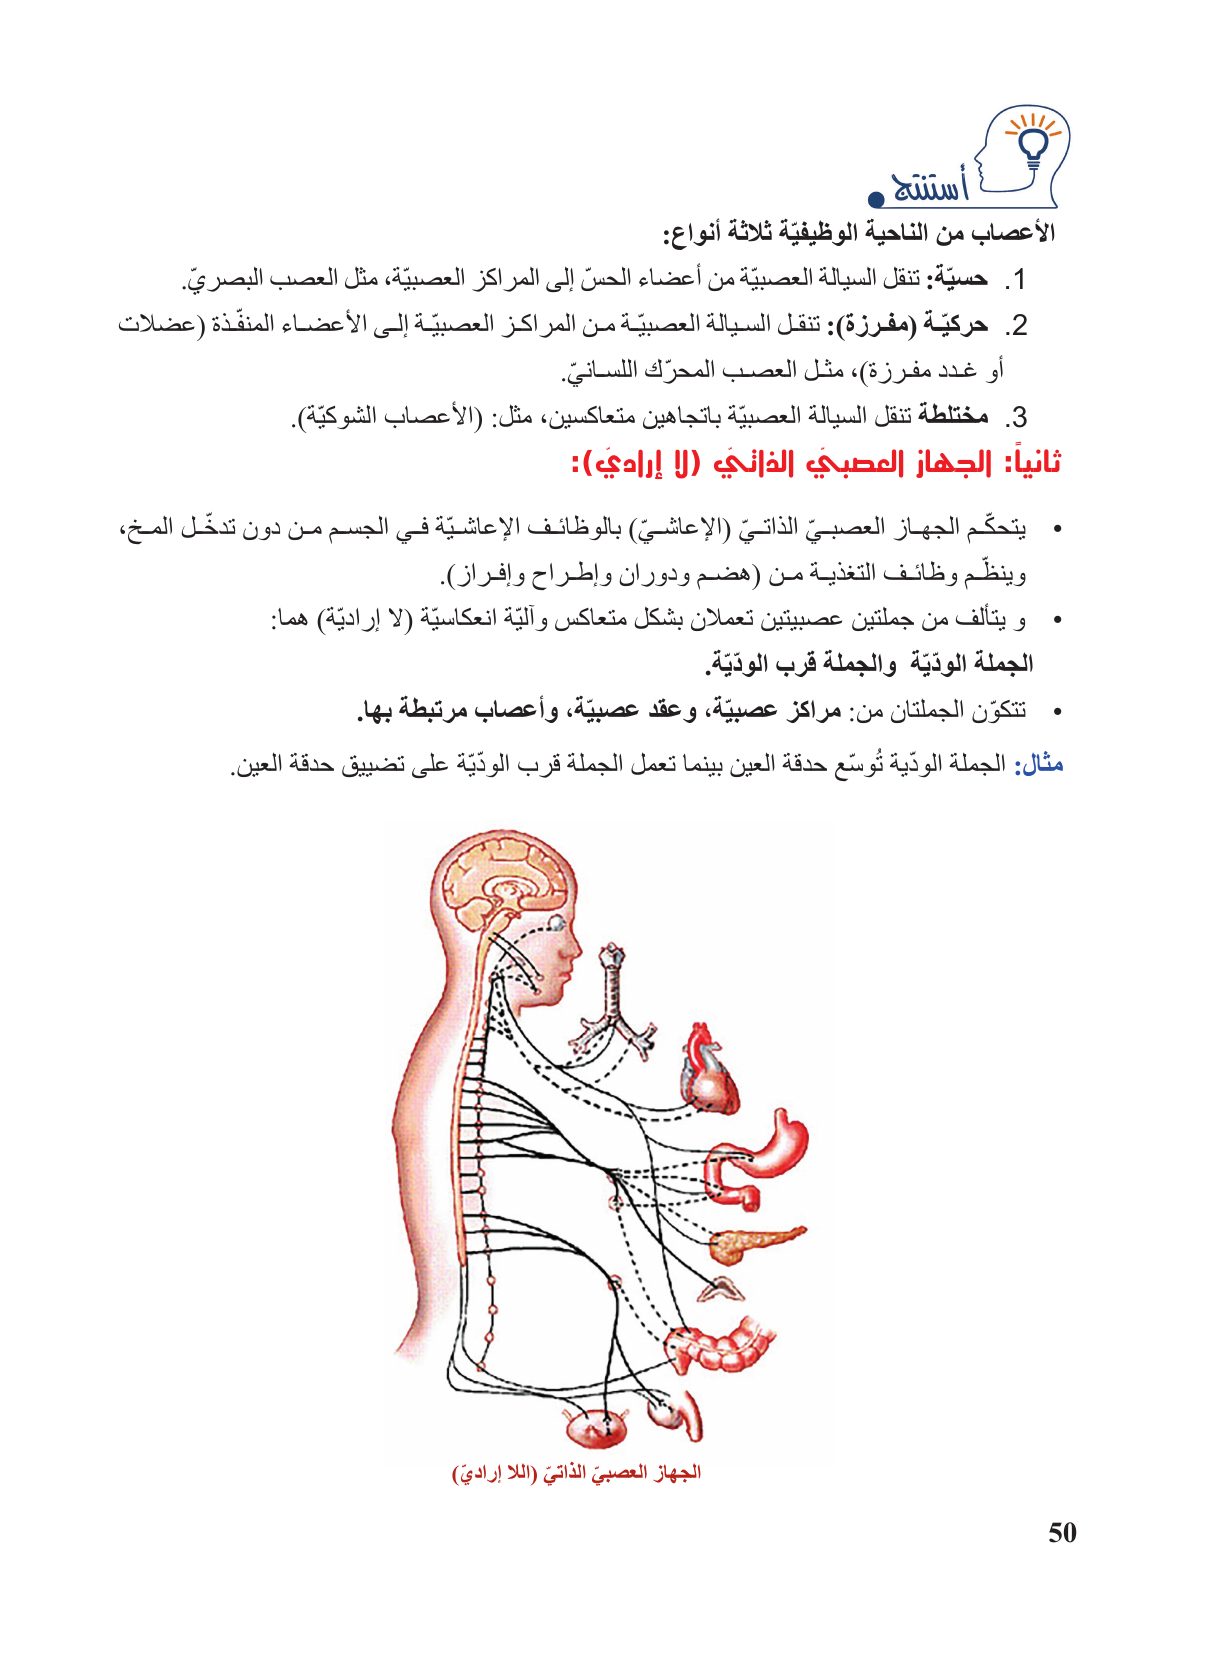 أستنتج
الأعصاب من الناحية الوظيفيّة ثلاثة أنواع:
1. حسيّة: تنقل السيالة العصبيّة من أعضاء الحسّ إلى المراكز العصبيّة، مثل العصب البصريّ.
2. حركيّة (مفرزة): تنقل السيالة العصبيّة من المراكز العصبيّة إلى الأعضاء المنفّذة (عضلات
أو غدد مفرزة)، مثل العصب المحرّك اللسانيّ.
3. مختلطة تنقل السيالة العصبيّة باتجاهين متعاكسين، مثل: (الأعصاب الشوكيّة).
ثانياً: الجهاز العصبيّ الذاتيّ (لا إراديّ):
• يتحكّم الجهاز العصبيّ الذاتيّ (الإعاشيّ) بالوظائف الإعاشيّة في الجسم من دون تدخّل المخ،
وينظّم وظائف التغذية من (هضم ودوران وإطراح وإفراز).
• و يتألف من جملتين عصبيتين تعملان بشكل متعاكس وآليّة انعكاسيّة (لا إراديّة) هما:
الجملة الودّيّة والجملة قرب الودّيّة.
• تتكوّن الجملتان من: مراكز عصبيّة، وعقد عصبيّة، وأعصاب مرتبطة بها.
مثال: الجملة الودّية تُوسّع حدقة العين بينما تعمل الجملة قرب الودّيّة على تضييق حدقة العين.
الجهاز العصبيّ الذاتيّ (اللا إراديّ)
50